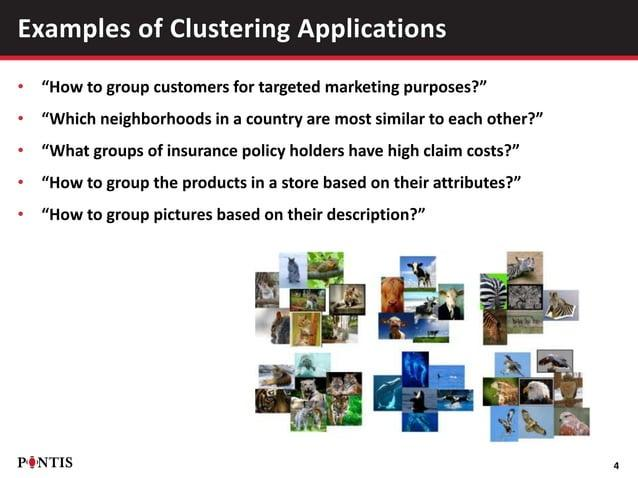 Examples of Clustering Applications
• “How to group customers for targeted marketing purposes?”
• “Which neighborhoods in a country are most similar to each other?”
• “What groups of insurance policy holders have high claim costs?”
• “How to group the products in a store based on their attributes?”
• “How to group pictures based on their description?”
PONTIS
4